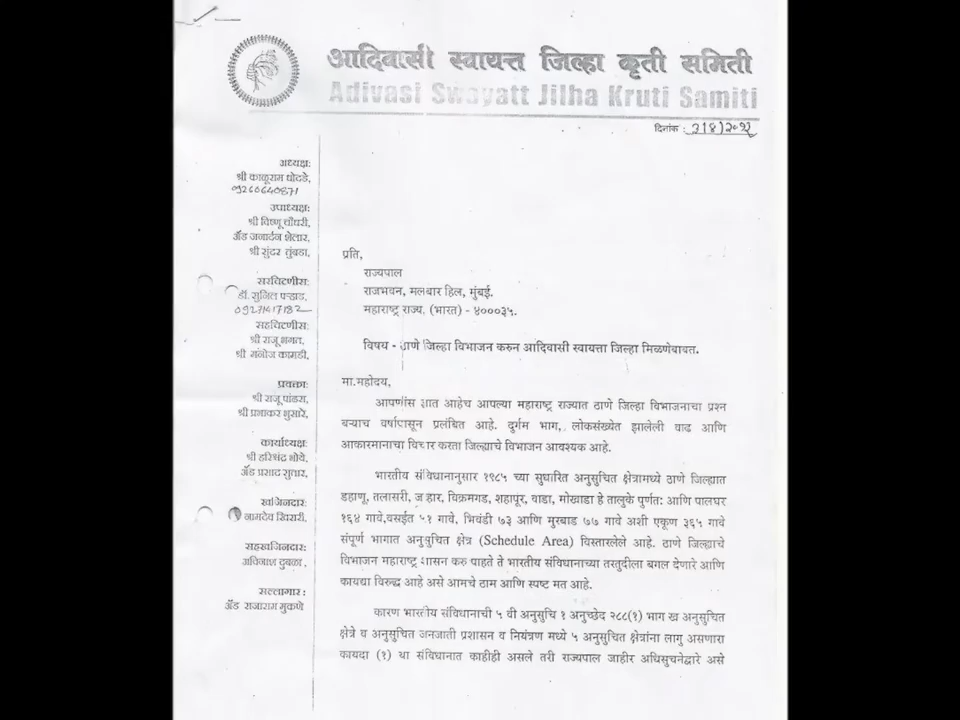 आदिवासी स्वायत्त जिल्हा कृती समिती
Adivasi Swayatt Jilha Kruti Samiti
दिनांक :
अध्यक्ष:
श्री काळूराम धोदडे,
उपाध्यक्ष:
श्री विष्णू चौधरी,
ॲड जनार्दन भेलार,
श्री सुंदर तुंबडा,
सरचिटणीस:
डॉ. सुनिल पऱ्हाड,
सहचिटणीस:
श्री राजू भगत,
श्री मनोज कामडी,
प्रवक्ता:
श्री राजू पांडरा,
श्री प्रभाकर भुसारे,
कार्याध्यक्ष:
श्री हरिश्चंद्र भोये,
ॲड प्रसाद सुतार,
खजिनदार:
नामदेव खिरारी,
सहखजिनदार:
अविनाश दुबळा,
सल्लागार :
ॲड राजाराम मुकणे
प्रति,
राज्यपाल
राजभवन, मलबार हिल, मुंबई.
महाराष्ट्र राज्य, (भारत) - ४०००३५.
विषय - ठाणे जिल्हा विभाजन करुन आदिवासी स्वायत्ता जिल्हा मिळणेबाबत.
मा.महोदय,
आपणांस ज्ञात आहेच आपल्या महाराष्ट्र राज्यात ठाणे जिल्हा विभाजनाचा प्रश्न
बऱ्याच वर्षापासून प्रलंबित आहे. दुर्गम भाग, लोकसंख्येत झालेली वाढ आणि
आकारमानाचा विचार करता जिल्ह्याचे विभाजन आवश्यक आहे.
भारतीय संविधानानुसार १९८५ च्या सुधारित अनुसुचित क्षेत्रामध्ये ठाणे जिल्ह्यात
डहाणू, तलासरी, जव्हार, विक्रमगड, शहापूर, वाडा, मोखाडा हे तालुके पुर्णत: आणि पालघर
१६४ गावे,वसईत ५१ गावे, भिवंडी ७३ आणि मुरबाड ७७ गावे अशी एकूण ३६५ गावे
संपूर्ण भागात अनुसुचित क्षेत्र (Schedule Area) विस्तारलेले आहे. ठाणे जिल्ह्याचे
विभाजन महाराष्ट्र शासन करु पाहते ते भारतीय संविधानाच्या तरतुदीला बगल देणारे आणि
कायद्या विरुद्ध आहे असे आमचे ठाम आणि स्पष्ट मत आहे.
कारण भारतीय संविधानाची ५ वी अनुसुचि १ अनुच्छेद २८८(१) भाग ख अनुसुचित
क्षेत्रे व अनुसुचित जनजाती प्रशासन व नियंत्रण मध्ये ५ अनुसुचित क्षेत्रांना लागु असणारा
कायदा (१) था संविधानात काहीही असले तरी राज्यपाल जाहीर अधिसुचनेद्वारे असे